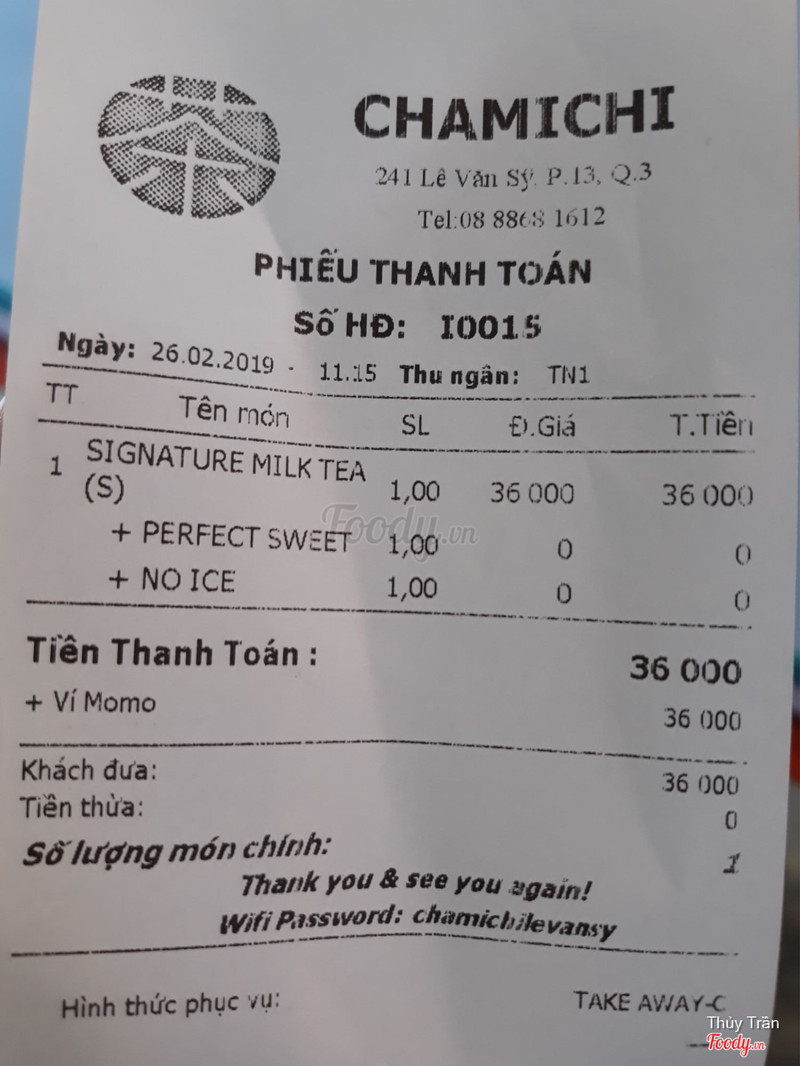 CHAMICHI
241 Lê Văn Sỹ, P.13, Q.3
Tel:08 8868 1612
PHIẾU THANH TOÁN
Số HĐ: I0015
Ngày: 26.02.2019 - 11.15 Thu ngân: TN1
TT Tên món SL Đ.Giá T.Tiền
1 SIGNATURE MILK TEA (S) 1,00 36 000 36 000
+ PERFECT SWEET 1,00 0 0
+ NO ICE 1,00 0 0
Tiền Thanh Toán : 36 000
+ Ví Momo 36 000
Khách đưa: 36 000
Tiền thừa: 0
Số lượng món chính: 1
Thank you & see you again!
Wifi Password: chamichilevansy
Hình thức phục vụ: TAKE AWAY-C
Foody.vn
Thủy Trần
Foody.vn